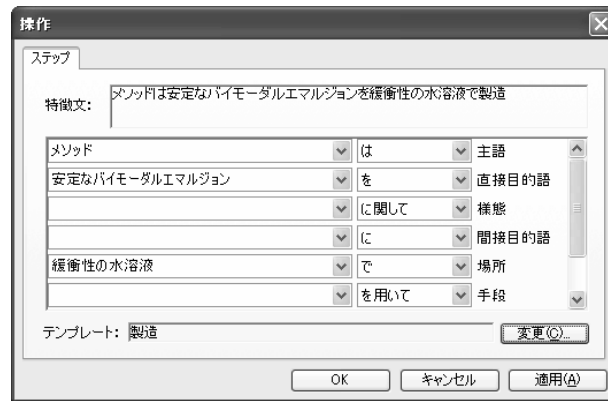 操作
ステップ
特徴文: メソッドは安定なバイモーダルエマルジョンを緩衝性の水溶液で製造
メソッド は 主語
安定なバイモーダルエマルジョン を 直接目的語
に関して 様態
に 間接目的語
緩衝性の水溶液 で 場所
を用いて 手段
テンプレート: 製造 変更(C)...
OK キャンセル 適用(A)